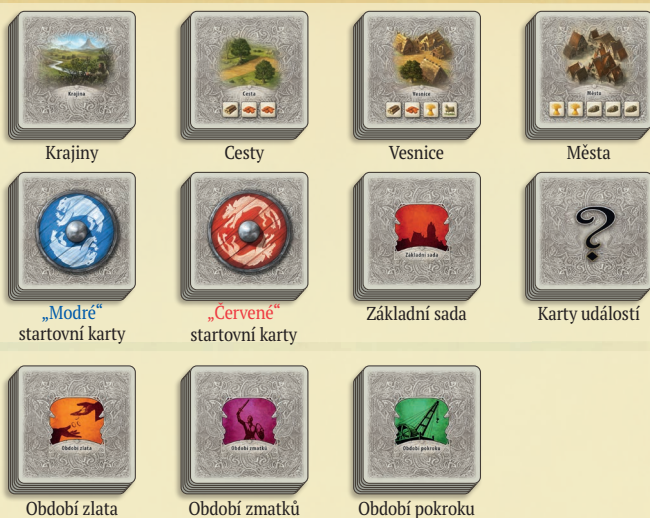 Krajina
Cesta
Vesnice
Město
Krajiny
Cesty
Vesnice
Města
Základní sada
?
„Modré“
startovní karty
„Červené“
startovní karty
Základní sada
Karty událostí
Období zlata
Období zmatků
Období pokroku
Období zlata
Období zmatků
Období pokroku